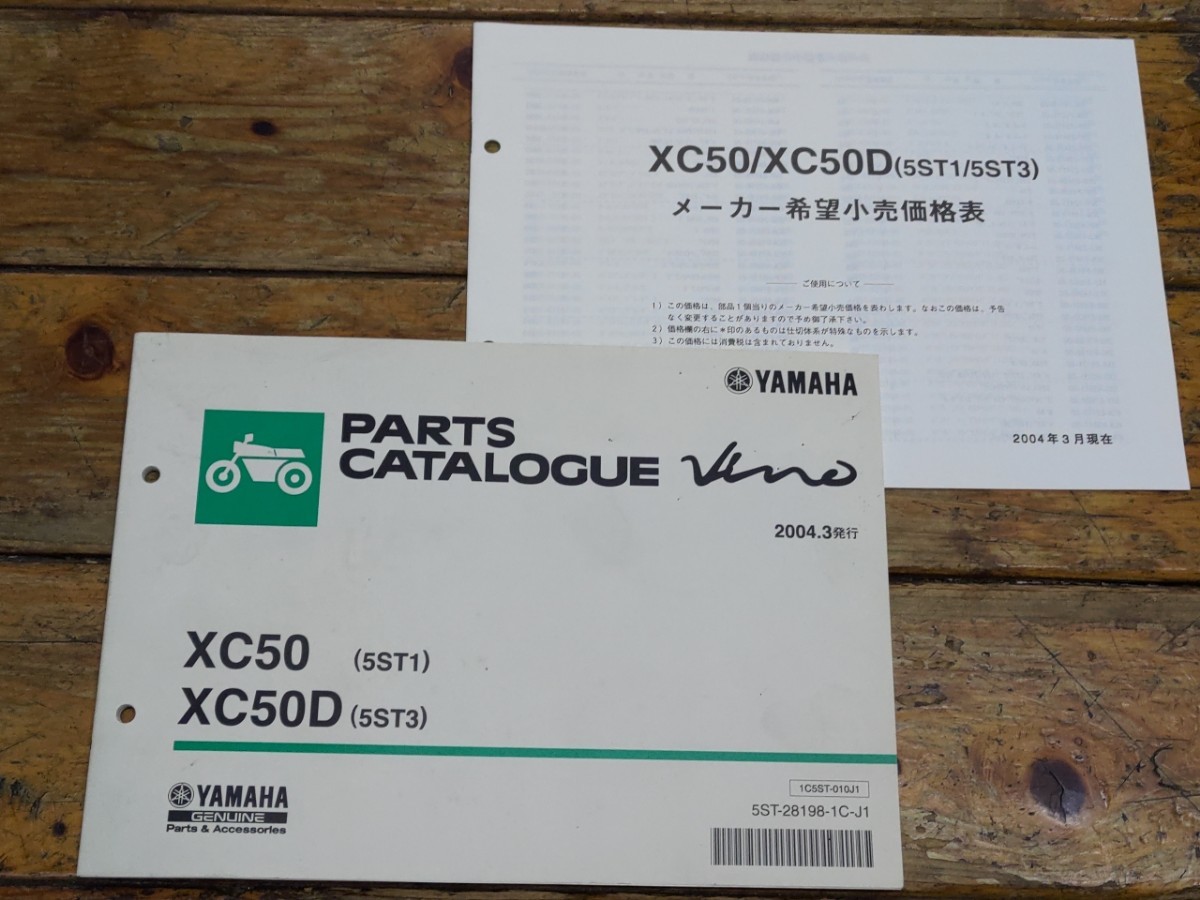 XC50/XC50D(5ST1/5ST3)
メーカー希望小売価格表
ご使用について
1）この価格は、部品1個当りのメーカー希望小売価格を表わします。なおこの価格は、予告
なく変更することがありますので予め御了承下さい。
2）価格欄の右に＊印のあるものは仕切体系が特殊なものを示します。
3）この価格には消費税は含まれておりません。
2004年3月現在
YAMAHA
PARTS
CATALOGUE Vino
2004.3発行
XC50 (5ST1)
XC50D (5ST3)
YAMAHA
GENUINE
Parts & Accessories
1C5ST-010J1
5ST-28198-1C-J1